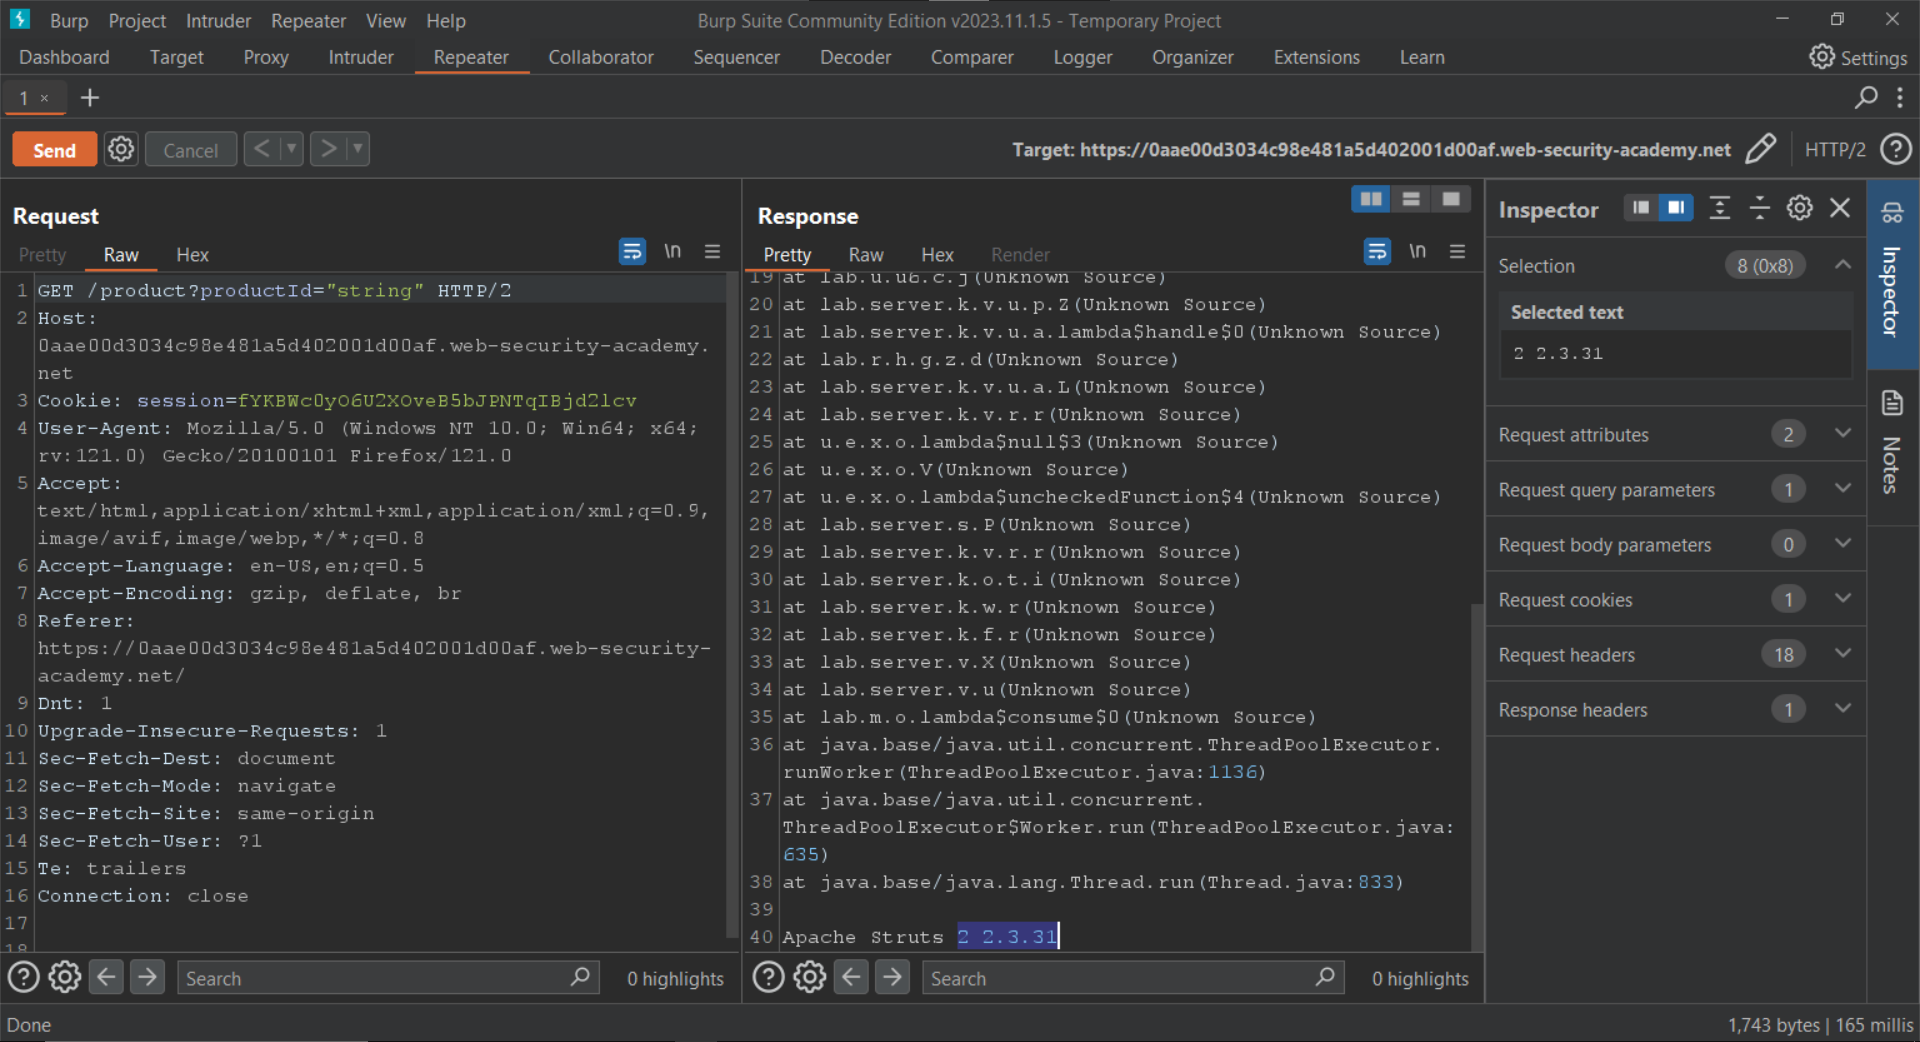 Burp Project Intruder Repeater View Help Burp Suite Community Edition v2023.11.1.5 - Temporary Project
Dashboard Target Proxy Intruder Repeater Collaborator Sequencer Decoder Comparer Logger Organizer Extensions Learn Settings
1 × +
Send Cancel < > Target: https://0aae00d3034c98e481a5d402001d00af.web-security-academy.net HTTP/2
Request
Pretty Raw Hex \n
1 GET /product?productId="string" HTTP/2
2 Host:
0aae00d3034c98e481a5d402001d00af.web-security-academy.
net
3 Cookie: session=fYKBWc0yO6U2XOveB5bJPNTqIBjd2lcv
4 User-Agent: Mozilla/5.0 (Windows NT 10.0; Win64; x64;
rv:121.0) Gecko/20100101 Firefox/121.0
5 Accept:
text/html,application/xhtml+xml,application/xml;q=0.9,
image/avif,image/webp,*/*;q=0.8
6 Accept-Language: en-US,en;q=0.5
7 Accept-Encoding: gzip, deflate, br
8 Referer:
https://0aae00d3034c98e481a5d402001d00af.web-security-
academy.net/
9 Dnt: 1
10 Upgrade-Insecure-Requests: 1
11 Sec-Fetch-Dest: document
12 Sec-Fetch-Mode: navigate
13 Sec-Fetch-Site: same-origin
14 Sec-Fetch-User: ?1
15 Te: trailers
16 Connection: close
17
18
Search 0 highlights
Response
Pretty Raw Hex Render \n
19 at lab.u.u6.c.j(Unknown Source)
20 at lab.server.k.v.u.p.Z(Unknown Source)
21 at lab.server.k.v.u.a.lambda$handle$0(Unknown Source)
22 at lab.r.h.g.z.d(Unknown Source)
23 at lab.server.k.v.u.a.L(Unknown Source)
24 at lab.server.k.v.r.r(Unknown Source)
25 at u.e.x.o.lambda$null$3(Unknown Source)
26 at u.e.x.o.V(Unknown Source)
27 at u.e.x.o.lambda$uncheckedFunction$4(Unknown Source)
28 at lab.server.s.P(Unknown Source)
29 at lab.server.k.v.r.r(Unknown Source)
30 at lab.server.k.o.t.i(Unknown Source)
31 at lab.server.k.w.r(Unknown Source)
32 at lab.server.k.f.r(Unknown Source)
33 at lab.server.v.X(Unknown Source)
34 at lab.server.v.u(Unknown Source)
35 at lab.m.o.lambda$consume$0(Unknown Source)
36 at java.base/java.util.concurrent.ThreadPoolExecutor.
runWorker(ThreadPoolExecutor.java:1136)
37 at java.base/java.util.concurrent.
ThreadPoolExecutor$Worker.run(ThreadPoolExecutor.java:
635)
38 at java.base/java.lang.Thread.run(Thread.java:833)
39
40 Apache Struts 2 2.3.31
Search 0 highlights
Inspector
Selection 8 (0x8)
Selected text
2 2.3.31
Request attributes 2
Request query parameters 1
Request body parameters 0
Request cookies 1
Request headers 18
Response headers 1
Inspector
Notes
Done 1,743 bytes | 165 millis